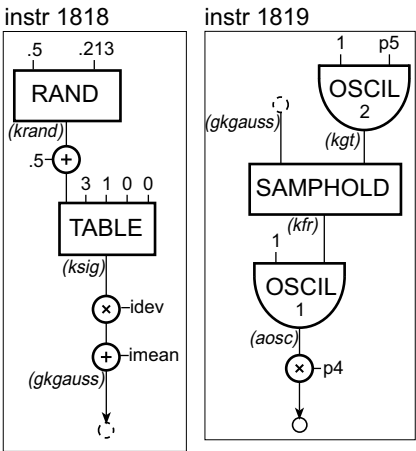 instr 1818
.5 .213
RAND
(krand)
.5 +
3 1 0 0
TABLE
(ksig)
× idev
+ imean
(gkgauss)
instr 1819
1 p5
OSCIL
2
(gkgauss)
(kgt)
SAMPHOLD
(kfr)
1
OSCIL
1
(aosc)
× p4